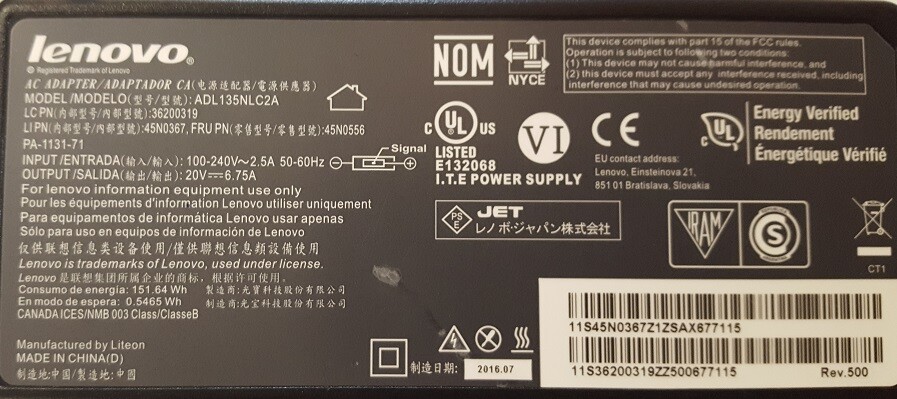 lenovo®
® Registered Trademark of Lenovo
AC ADAPTER/ADAPTADOR CA(电源适配器/電源供應器)
MODEL/MODELO(型号/型號): ADL135NLC2A
LC PN(内部型号/內部型號):36200319
LI PN(内部型号/內部型號):45N0367, FRU PN(零售型号/零售型號):45N0556
PA-1131-71
INPUT/ENTRADA(输入/輸入): 100-240V~2.5A 50-60Hz
OUTPUT/SALIDA(输出/輸出): 20V⎓6.75A
Signal
For lenovo information equipment use only
Pour les équipements d'information Lenovo utiliser uniquement
Para equipamentos de informática Lenovo usar apenas
Sólo para uso en equipo de información de Lenovo
仅供联想信息类设备使用/僅供聯想信息類設備使用
Lenovo is trademarks of Lenovo, used under license.
Lenovo 是联想集团所属企业的商标，根据许可使用。
Consumo de energía: 151.64 Wh
En modo de espera: 0.5465 Wh
製造商:光寶科技股份有限公司
制造商:光宝科技股份有限公司
CANADA ICES/NMB 003 Class/ClasseB
Manufactured by Liteon
MADE IN CHINA(D)
制造地:中国/製造地:中國
NOM
NYCE
This device complies with part 15 of the FCC rules.
Operation is subject to following two conditions:
(1) This device may not cause harmful interference, and
(2) this device must accept any interference received, including
interference that may cause undesired operation.
C UL US
LISTED
E132068
I.T.E POWER SUPPLY
VI
CE
EU contact address:
Lenovo, Einsteinova 21,
851 01 Bratislava, Slovakia
UL
Energy Verified
Rendement
Énergétique Vérifié
PS
E
JET
レノボ・ジャパン株式会社
IRAM
S
CT1
11S45N0367Z1ZSAX677115
11S36200319ZZ500677115
Rev.500
制造日期:
2016.07